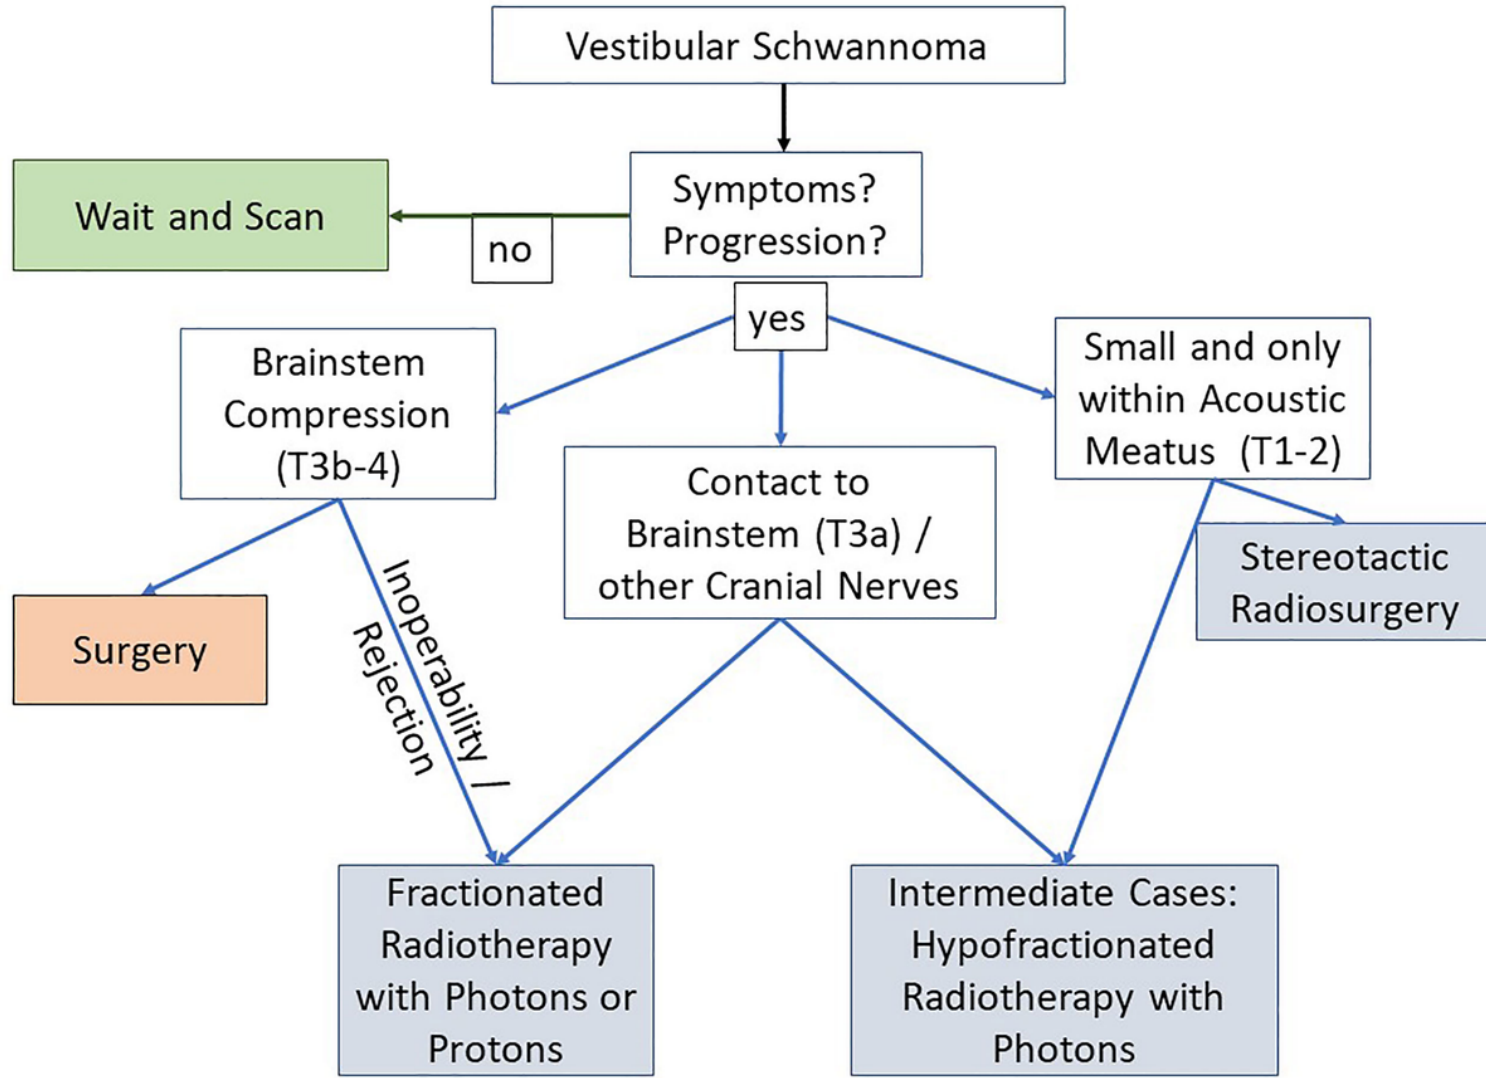 Vestibular Schwannoma
Symptoms?
Progression?
Wait and Scan
no
yes
Brainstem
Compression
(T3b-4)
Contact to
Brainstem (T3a) /
other Cranial Nerves
Small and only
within Acoustic
Meatus (T1-2)
Surgery
Inoperability /
Rejection
Stereotactic
Radiosurgery
Fractionated
Radiotherapy
with Photons or
Protons
Intermediate Cases:
Hypofractionated
Radiotherapy with
Photons